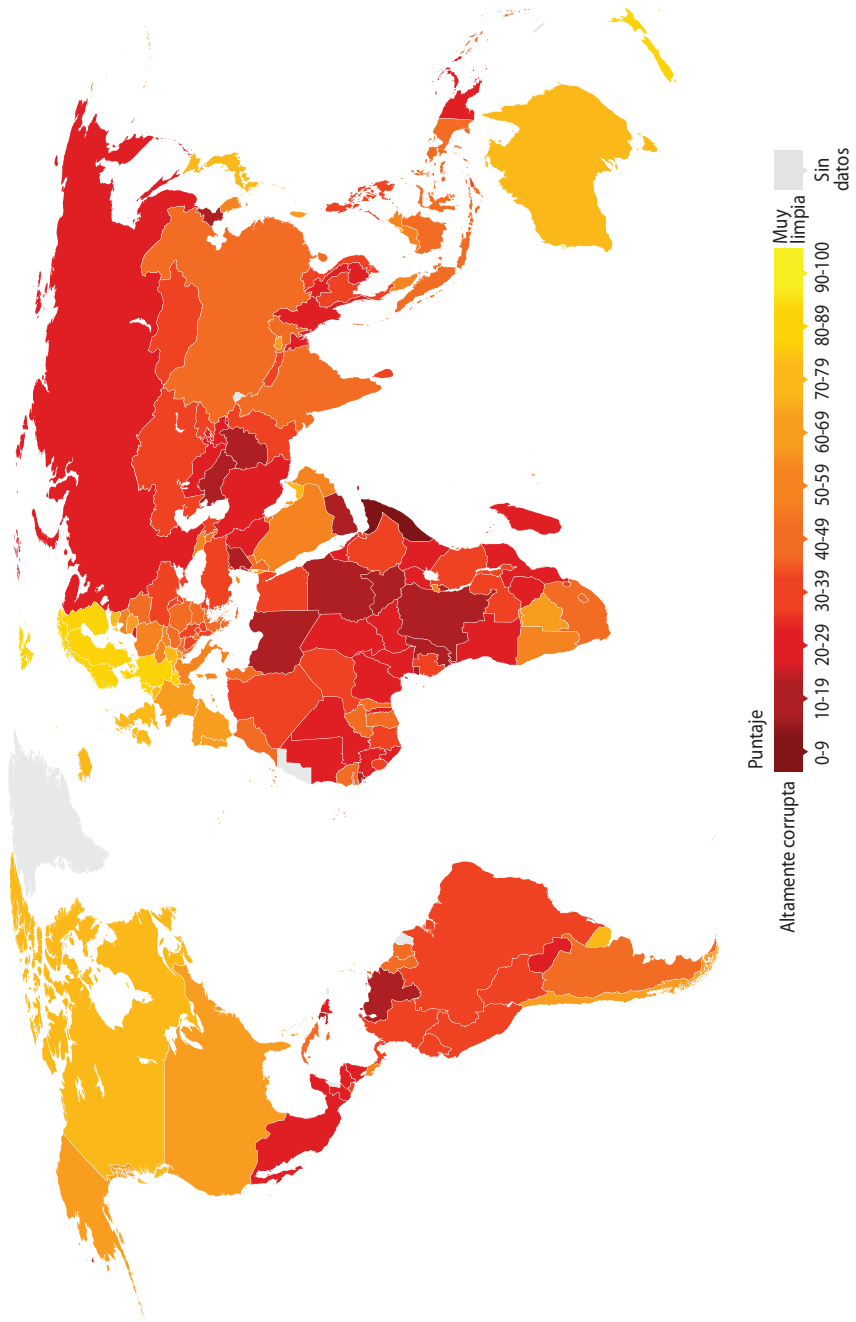 Puntaje
Altamente corrupta
Muy
limpia
0-9
10-19
20-29
30-39
40-49
50-59
60-69
70-79
80-89
90-100
Sin
datos